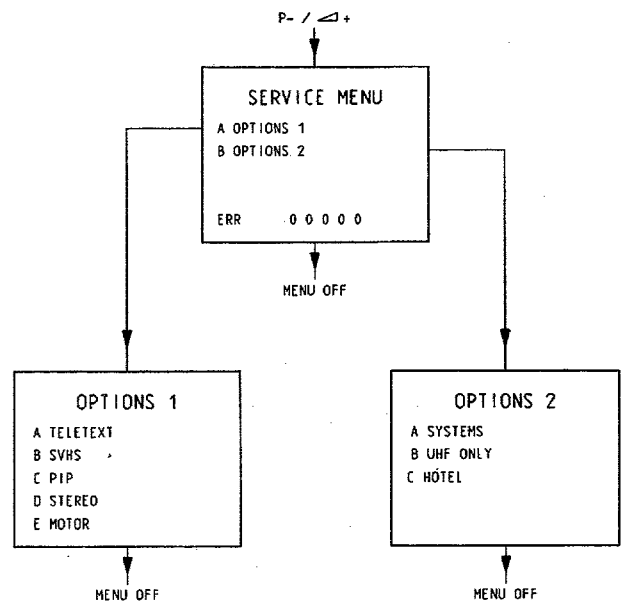 P- / ⊿ +
SERVICE MENU
A OPTIONS 1
B OPTIONS 2
ERR 0 0 0 0 0
MENU OFF
OPTIONS 1
A TELETEXT
B SVHS
C PIP
D STEREO
E MOTOR
MENU OFF
OPTIONS 2
A SYSTEMS
B UHF ONLY
C HÓTEL
MENU OFF